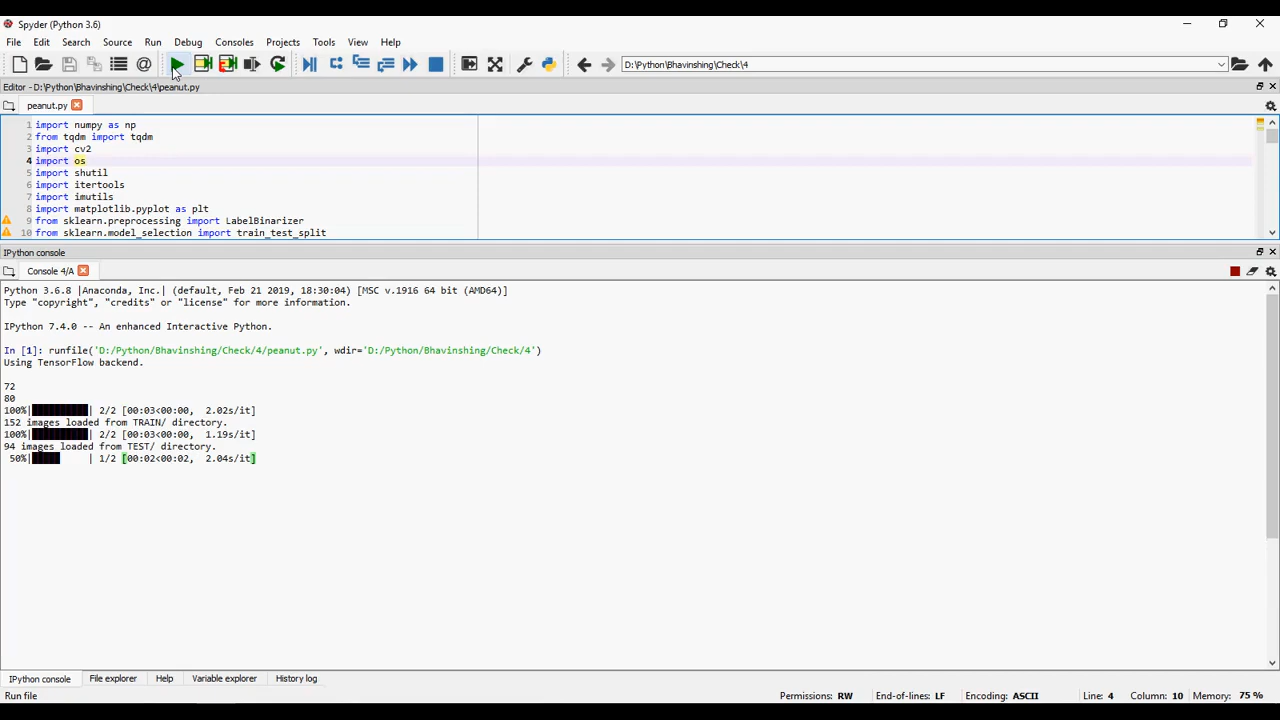 Spyder (Python 3.6)
File Edit Search Source Run Debug Consoles Projects Tools View Help
D:\Python\Bhavinshing\Check\4
Editor - D:\Python\Bhavinshing\Check\4\peanut.py
peanut.py
1 import numpy as np
2 from tqdm import tqdm
3 import cv2
4 import os
5 import shutil
6 import itertools
7 import imutils
8 import matplotlib.pyplot as plt
9 from sklearn.preprocessing import LabelBinarizer
10 from sklearn.model_selection import train_test_split
IPython console
Console 4/A
Python 3.6.8 |Anaconda, Inc.| (default, Feb 21 2019, 18:30:04) [MSC v.1916 64 bit (AMD64)]
Type "copyright", "credits" or "license" for more information.
IPython 7.4.0 -- An enhanced Interactive Python.
In [1]: runfile('D:/Python/Bhavinshing/Check/4/peanut.py', wdir='D:/Python/Bhavinshing/Check/4')
Using TensorFlow backend.
72
80
100%|██████████| 2/2 [00:03<00:00,  2.02s/it]
152 images loaded from TRAIN/ directory.
100%|██████████| 2/2 [00:03<00:00,  1.19s/it]
94 images loaded from TEST/ directory.
50%|█████     | 1/2 [00:02<00:02,  2.04s/it]
IPython console File explorer Help Variable explorer History log
Run file Permissions: RW End-of-lines: LF Encoding: ASCII Line: 4 Column: 10 Memory: 75 %